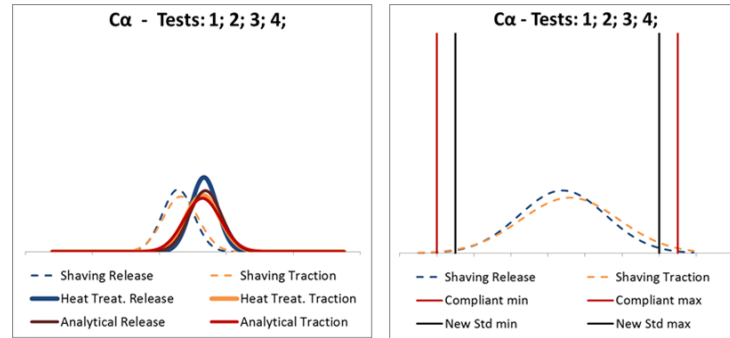 Cα - Tests: 1; 2; 3; 4;
Shaving Release
Shaving Traction
Heat Treat. Release
Heat Treat. Traction
Analytical Release
Analytical Traction
Cα - Tests: 1; 2; 3; 4;
Shaving Release
Shaving Traction
Compliant min
Compliant max
New Std min
New Std max